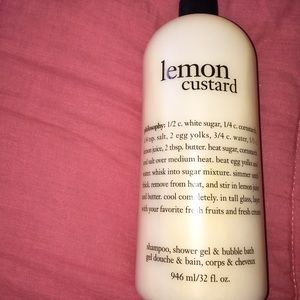 lemon
custard
philosophy: 1/2 c. white sugar, 1/4 c. cornstarch
1/4 tsp. salt, 2 egg yolks, 3/4 c. water, 1/3
lemon juice, 2 tbsp. butter. heat sugar, cornstarch
and salt over medium heat. beat egg yolks and
water. whisk into sugar mixture. simmer until
thick, remove from heat, and stir in lemon juice
and butter. cool completely. in tall glass, layer
with your favorite fresh fruits and fresh cream.
shampoo, shower gel & bubble bath
gel douche & bain, corps & cheveux
946 ml/32 fl. oz.